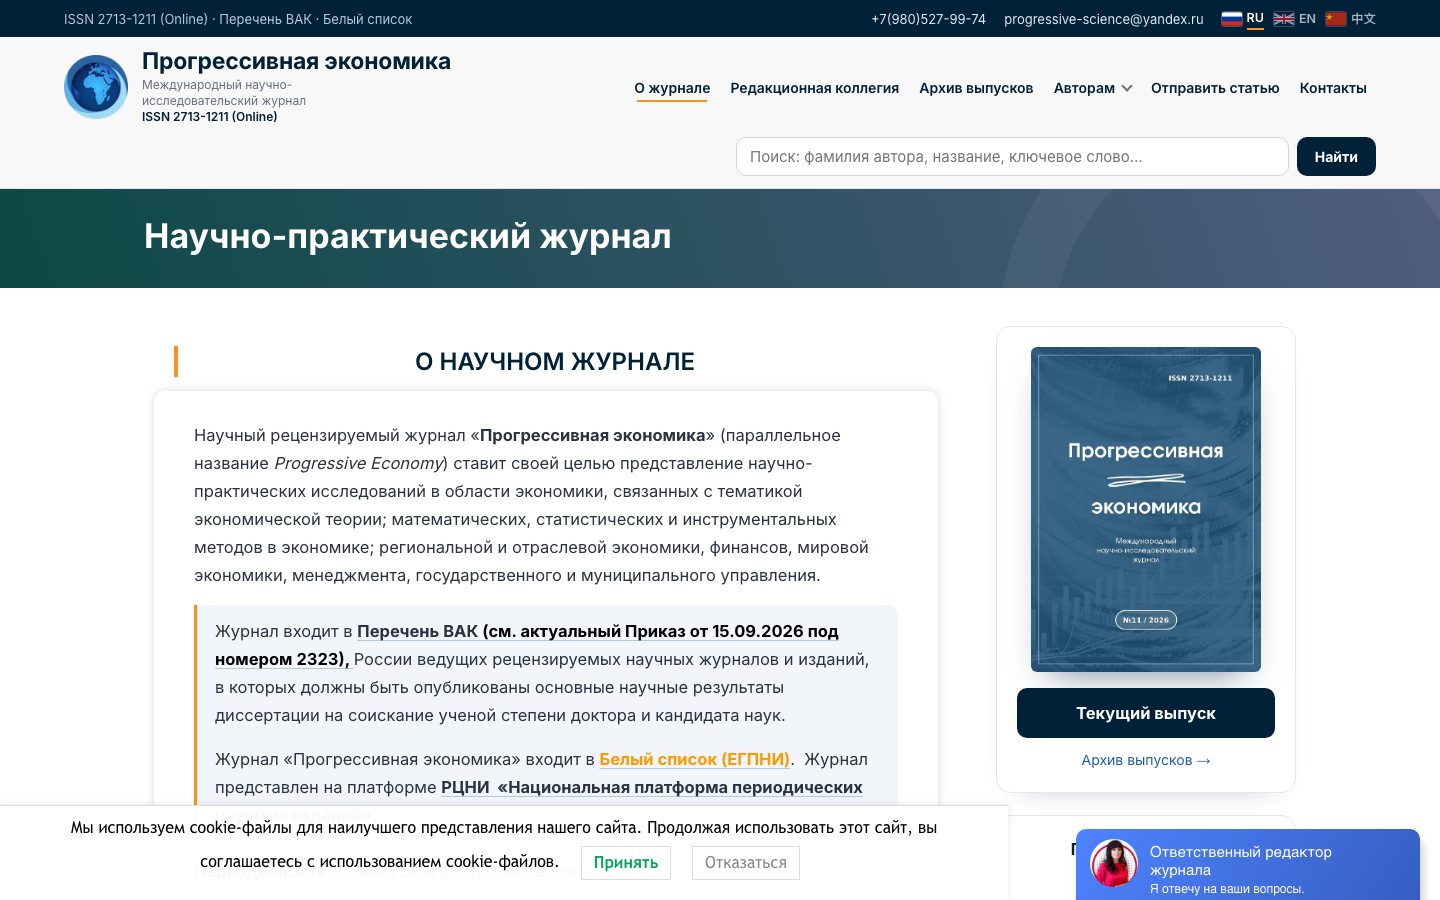 ISSN 2713-1211 (Online) · Перечень ВАК · Белый список
+7(980)527-99-74
progressive-science@yandex.ru
RU
EN
中文
Прогрессивная экономика
Международный научно-
исследовательский журнал
ISSN 2713-1211 (Online)
О журнале
Редакционная коллегия
Архив выпусков
Авторам
Отправить статью
Контакты
Поиск: фамилия автора, название, ключевое слово...
Найти
Научно-практический журнал
О НАУЧНОМ ЖУРНАЛЕ
Научный рецензируемый журнал «Прогрессивная экономика» (параллельное
название Progressive Economy) ставит своей целью представление научно-
практических исследований в области экономики, связанных с тематикой
экономической теории; математических, статистических и инструментальных
методов в экономике; региональной и отраслевой экономики, финансов, мировой
экономики, менеджмента, государственного и муниципального управления.
Журнал входит в Перечень ВАК (см. актуальный Приказ от 15.09.2026 под
номером 2323), России ведущих рецензируемых научных журналов и изданий,
в которых должны быть опубликованы основные научные результаты
диссертации на соискание ученой степени доктора и кандидата наук.
Журнал «Прогрессивная экономика» входит в Белый список (ЕГПНИ). Журнал
представлен на платформе РЦНИ «Национальная платформа периодических
ISSN 2713-1211
Прогрессивная
экономика
Международный
научно-исследовательский
журнал
№11 / 2026
Текущий выпуск
Архив выпусков →
Мы используем cookie-файлы для наилучшего представления нашего сайта. Продолжая использовать этот сайт, вы
соглашаетесь с использованием cookie-файлов.
Принять
Отказаться
Ответственный редактор
журнала
Я отвечу на ваши вопросы.